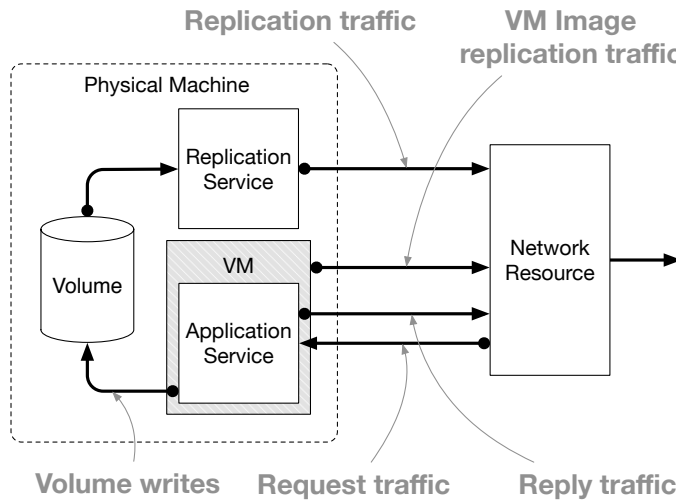 Replication traffic
VM Image
replication traffic
Physical Machine
Replication
Service
Network
Resource
VM
Volume
Application
Service
Volume writes
Request traffic
Reply traffic